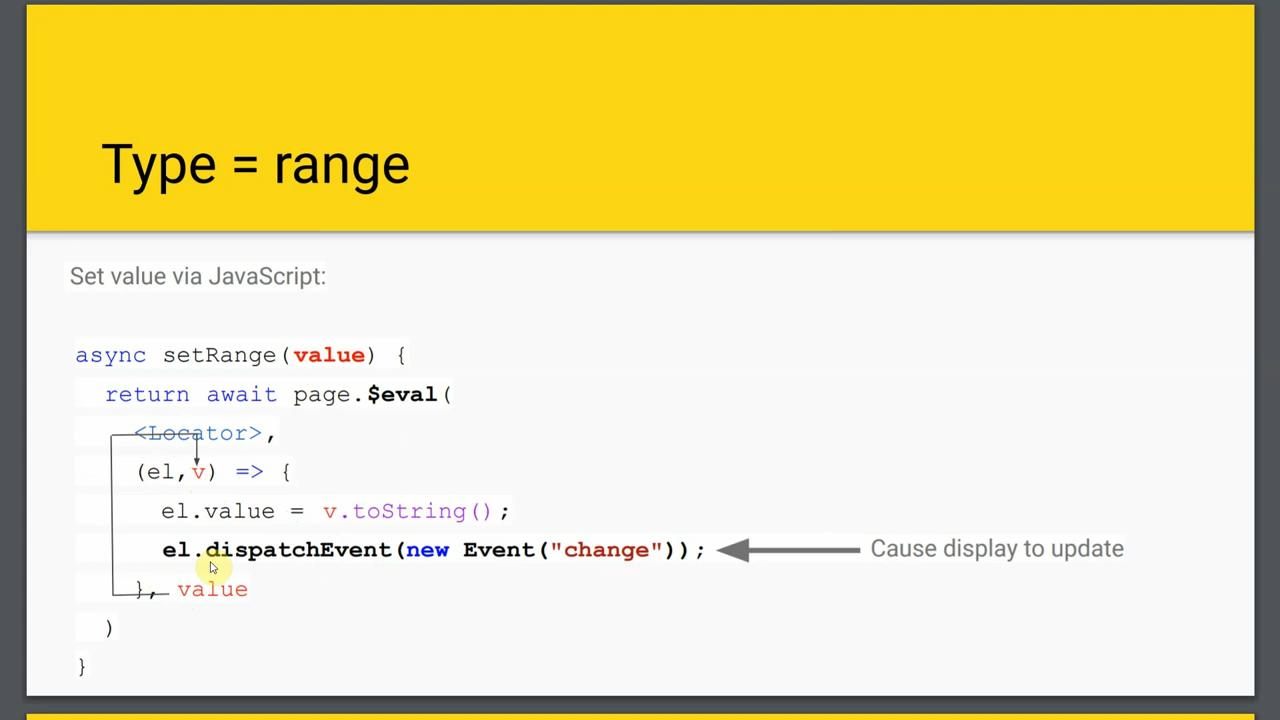 Type = range
Set value via JavaScript:
async setRange(value) {
return await page.$eval(
<Locator>,
(el,v) => {
el.value = v.toString();
el.dispatchEvent(new Event("change")); Cause display to update
}, value
)
}